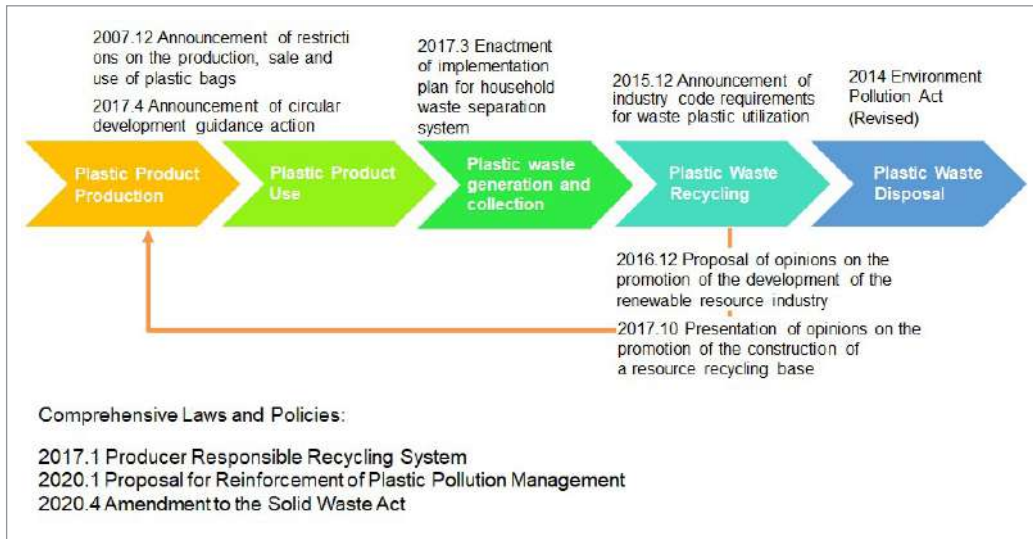 2007.12 Announcement of restricti
ons on the production, sale and
use of plastic bags
2017.4 Announcement of circular
development guidance action
2017.3 Enactment
of implementation
plan for household
waste separation
system
2015.12 Announcement of
industry code requirements
for waste plastic utilization
2014 Environment
Pollution Act
(Revised)
Plastic Product
Production
Plastic Product
Use
Plastic waste
generation and
collection
Plastic Waste
Recycling
Plastic Waste
Disposal
2016.12 Proposal of opinions on the
promotion of the development of the
renewable resource industry
2017.10 Presentation of opinions on the
promotion of the construction of
a resource recycling base
Comprehensive Laws and Policies:
2017.1 Producer Responsible Recycling System
2020.1 Proposal for Reinforcement of Plastic Pollution Management
2020.4 Amendment to the Solid Waste Act